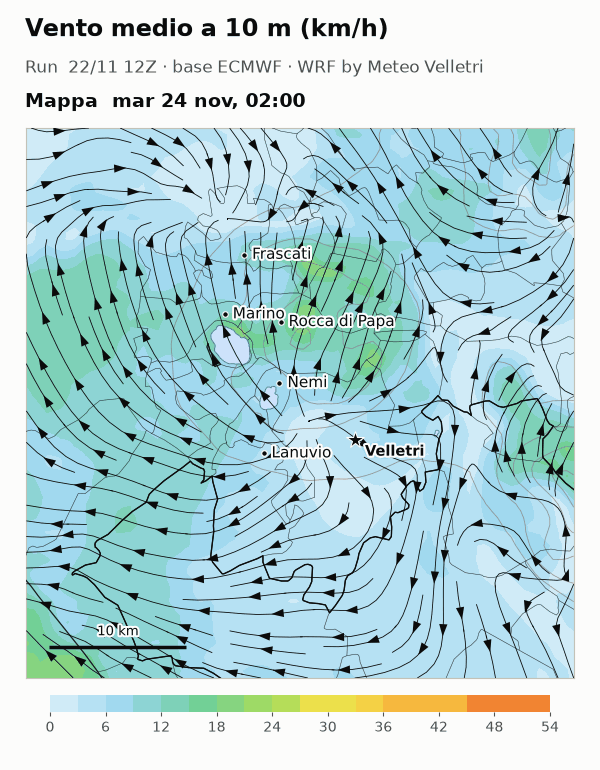 Vento medio a 10 m (km/h)
Run 22/11 12Z · base ECMWF · WRF by Meteo Velletri
Mappa mar 24 nov, 02:00
Frascati
Marino
Rocca di Papa
Nemi
Lanuvio
Velletri
10 km
0 6 12 18 24 30 36 42 48 54